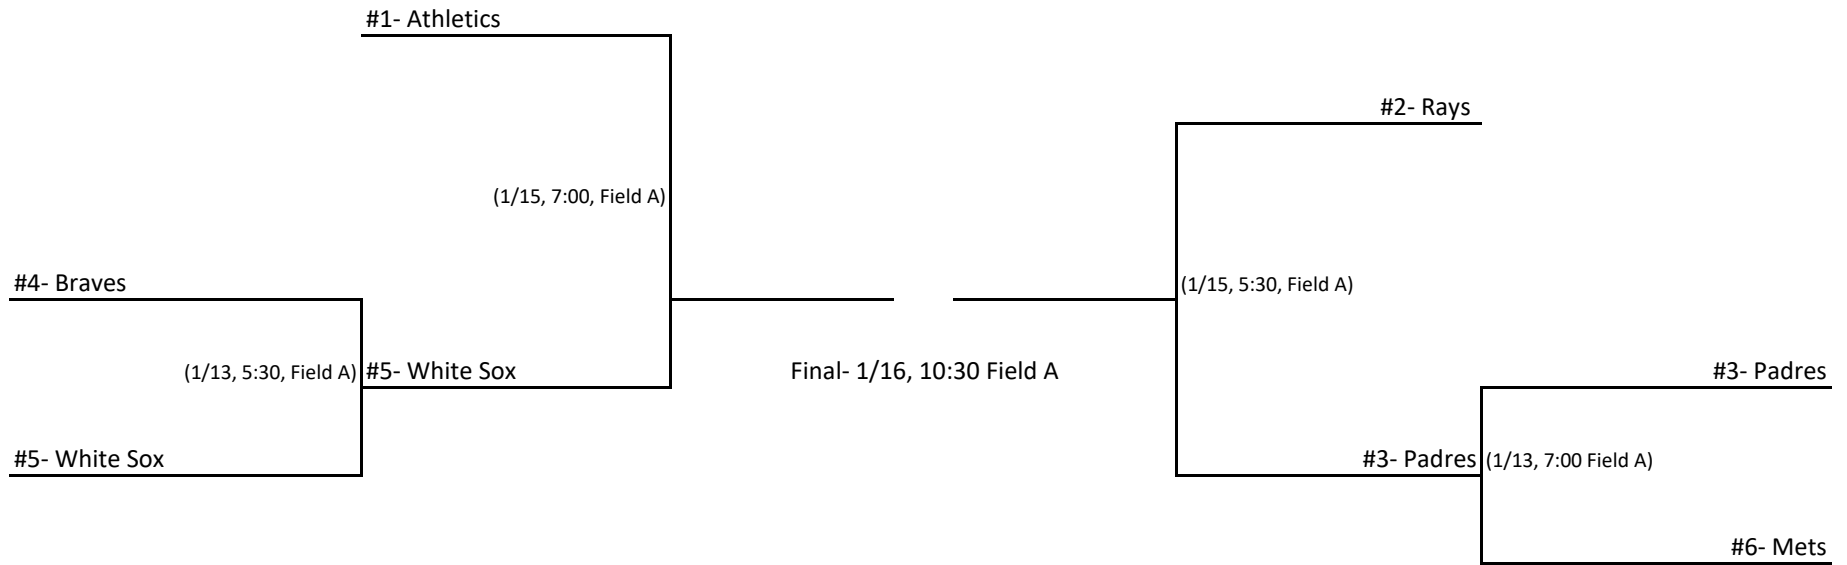 #1- Athletics
#2- Rays
(1/15, 7:00, Field A)
#4- Braves
(1/15, 5:30, Field A)
(1/13, 5:30, Field A)
#5- White Sox
Final- 1/16, 10:30 Field A
#3- Padres
#5- White Sox
#3- Padres
(1/13, 7:00 Field A)
#6- Mets